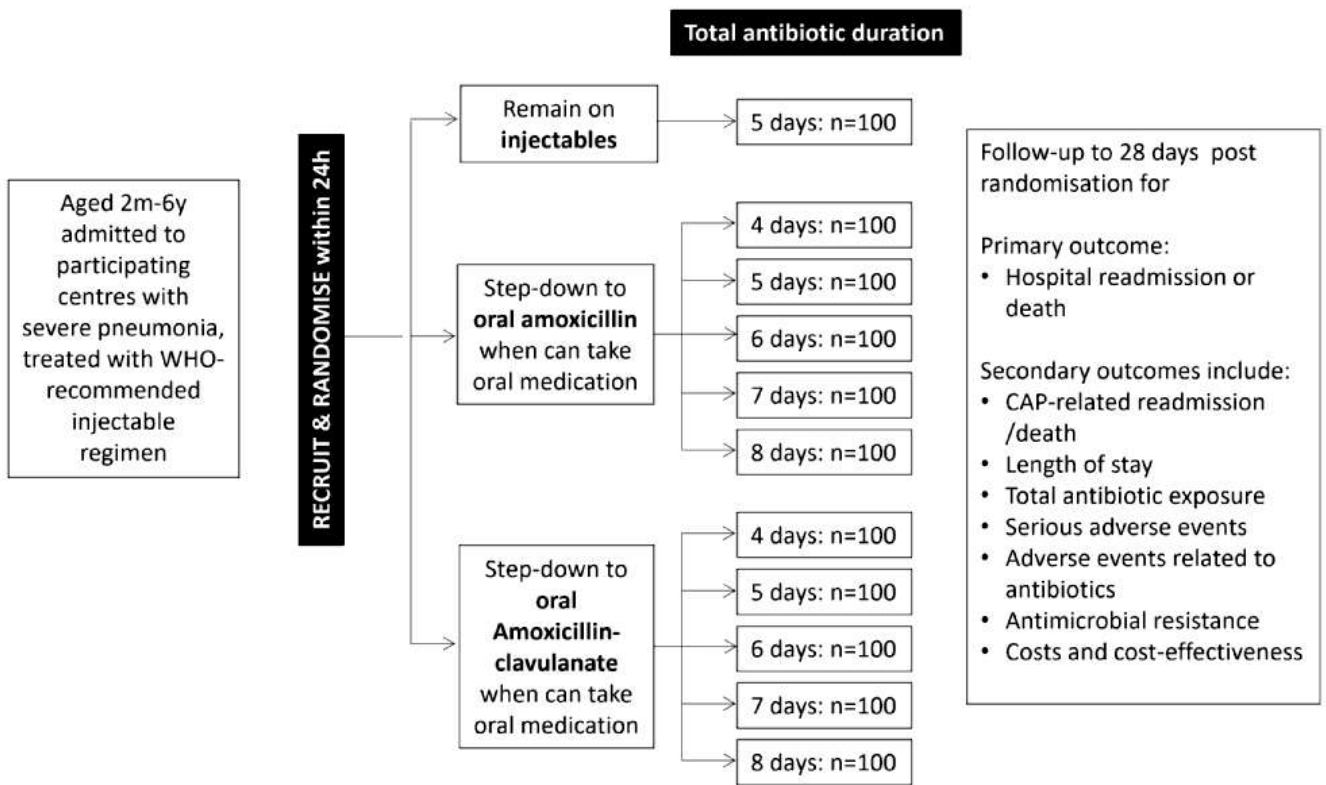 Total antibiotic duration
Aged 2m-6y
admitted to
participating
centres with
severe pneumonia,
treated with WHO-
recommended
injectable
regimen
RECRUIT & RANDOMISE within 24h
Remain on
injectables
5 days: n=100
Step-down to
oral amoxicillin
when can take
oral medication
4 days: n=100
5 days: n=100
6 days: n=100
7 days: n=100
8 days: n=100
Step-down to
oral
Amoxicillin-
clavulanate
when can take
oral medication
4 days: n=100
5 days: n=100
6 days: n=100
7 days: n=100
8 days: n=100
Follow-up to 28 days post
randomisation for
Primary outcome:
• Hospital readmission or
death
Secondary outcomes include:
• CAP-related readmission
/death
• Length of stay
• Total antibiotic exposure
• Serious adverse events
• Adverse events related to
antibiotics
• Antimicrobial resistance
• Costs and cost-effectiveness